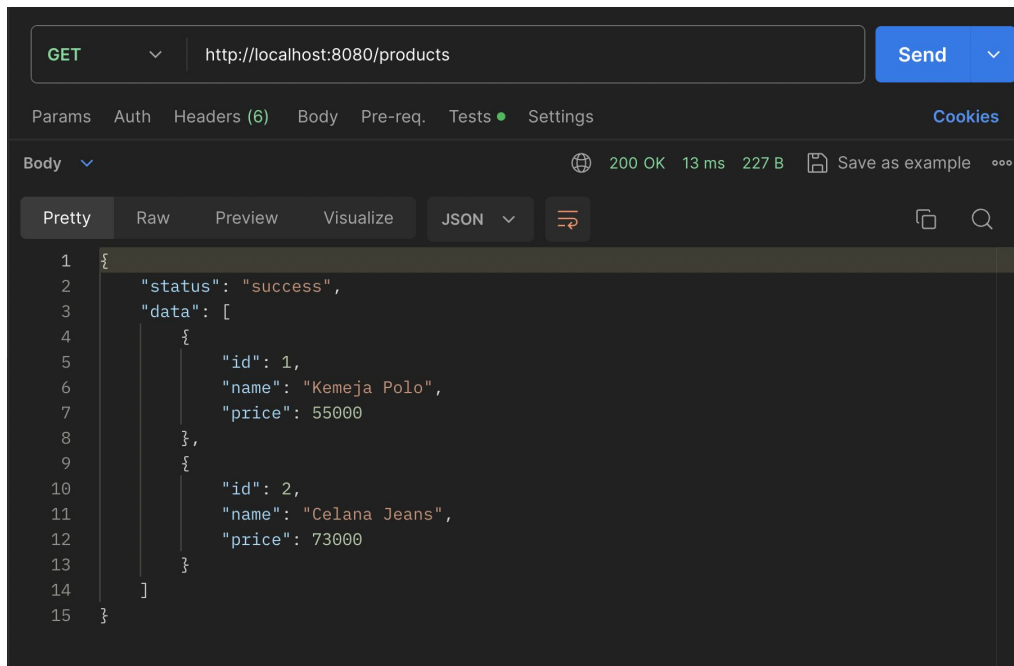 GET http://localhost:8080/products Send
Params Auth Headers (6) Body Pre-req. Tests Settings Cookies
Body 200 OK 13 ms 227 B Save as example
Pretty Raw Preview Visualize JSON
1 {
2 "status": "success",
3 "data": [
4 {
5 "id": 1,
6 "name": "Kemeja Polo",
7 "price": 55000
8 },
9 {
10 "id": 2,
11 "name": "Celana Jeans",
12 "price": 73000
13 }
14 ]
15 }